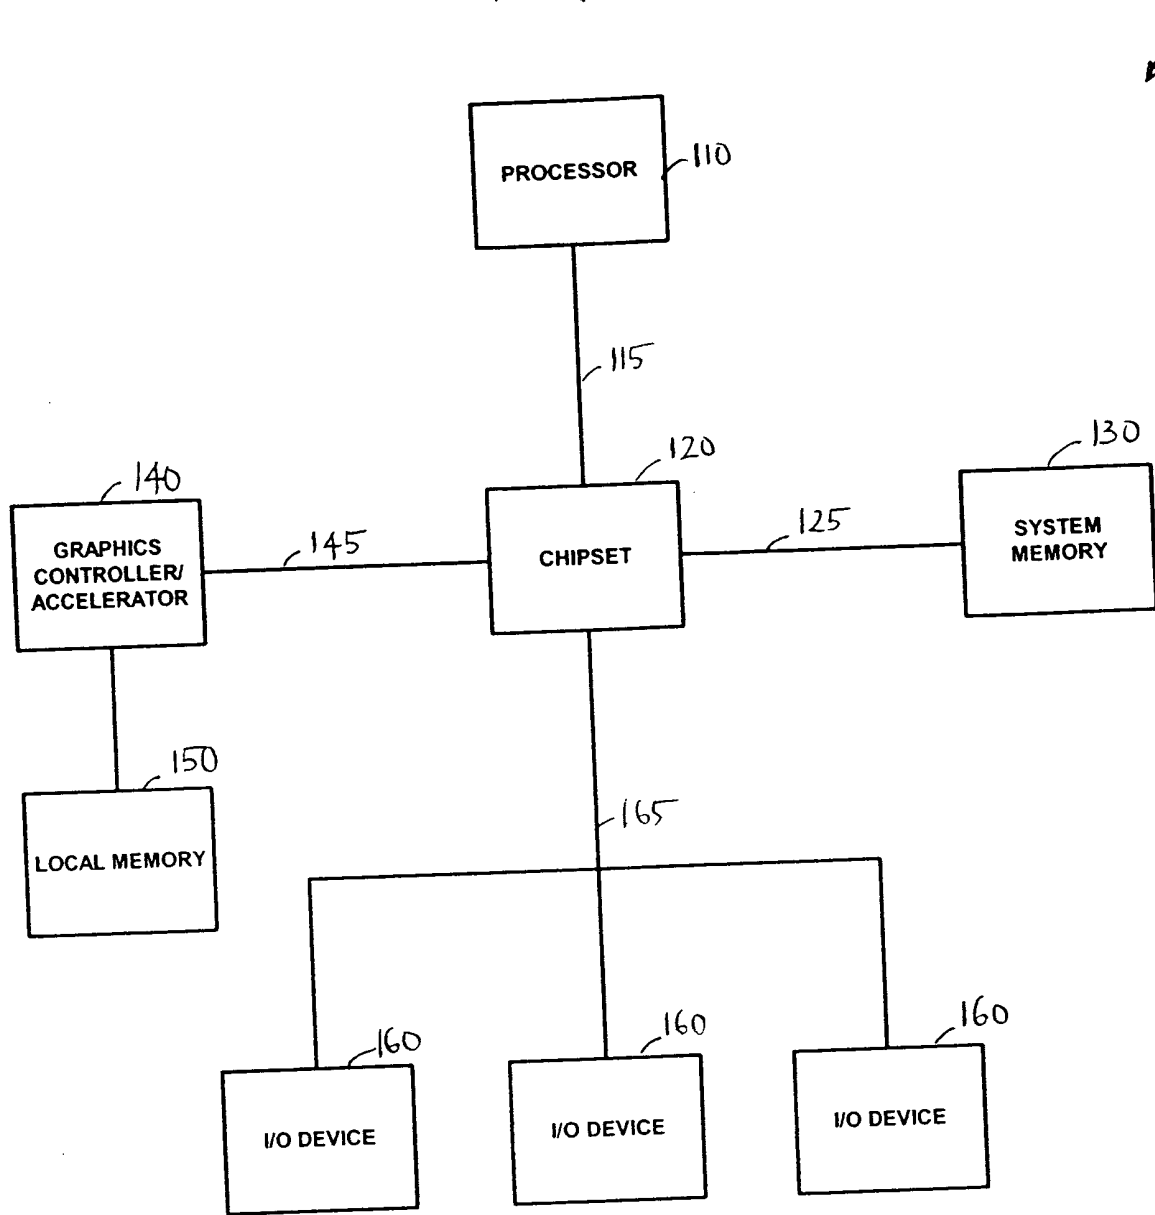 PROCESSOR
110
115
120
130
140
GRAPHICS
CONTROLLER/
ACCELERATOR
145
CHIPSET
125
SYSTEM
MEMORY
150
LOCAL MEMORY
165
160
160
160
I/O DEVICE
I/O DEVICE
I/O DEVICE